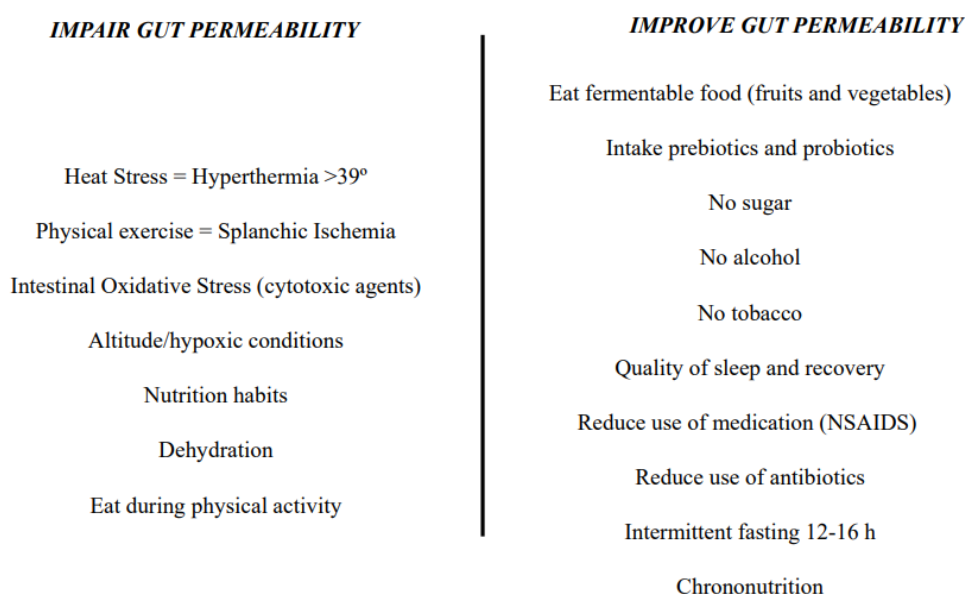 IMPAIR GUT PERMEABILITY
Heat Stress = Hyperthermia >39º
Physical exercise = Splanchic Ischemia
Intestinal Oxidative Stress (cytotoxic agents)
Altitude/hypoxic conditions
Nutrition habits
Dehydration
Eat during physical activity
IMPROVE GUT PERMEABILITY
Eat fermentable food (fruits and vegetables)
Intake prebiotics and probiotics
No sugar
No alcohol
No tobacco
Quality of sleep and recovery
Reduce use of medication (NSAIDS)
Reduce use of antibiotics
Intermittent fasting 12-16 h
Chrononutrition